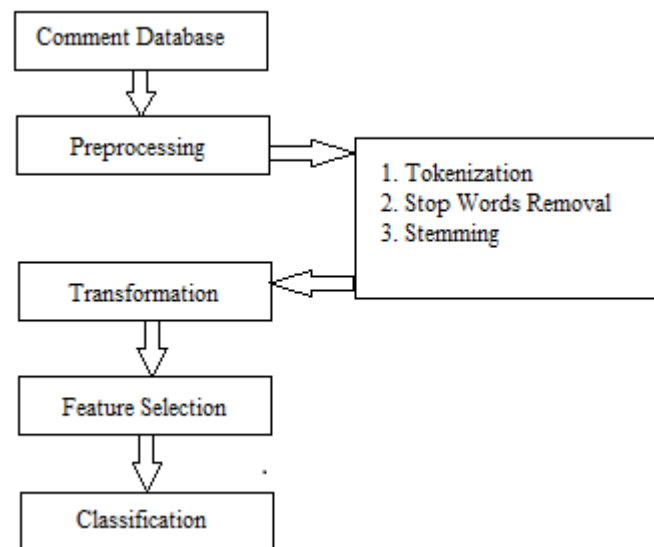 Comment Database
Preprocessing
1. Tokenization
2. Stop Words Removal
3. Stemming
Transformation
Feature Selection
Classification